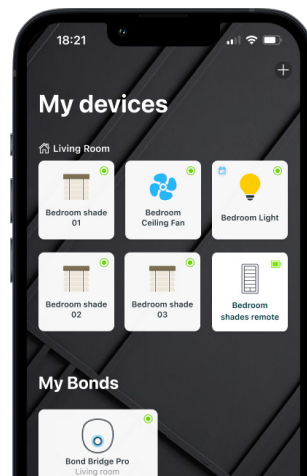 18:21
My devices
Living Room
Bedroom shade
01
Bedroom
Ceiling Fan
Bedroom Light
Bedroom shade
02
Bedroom shade
03
Bedroom
shades remote
My Bonds
Bond Bridge Pro
Living room